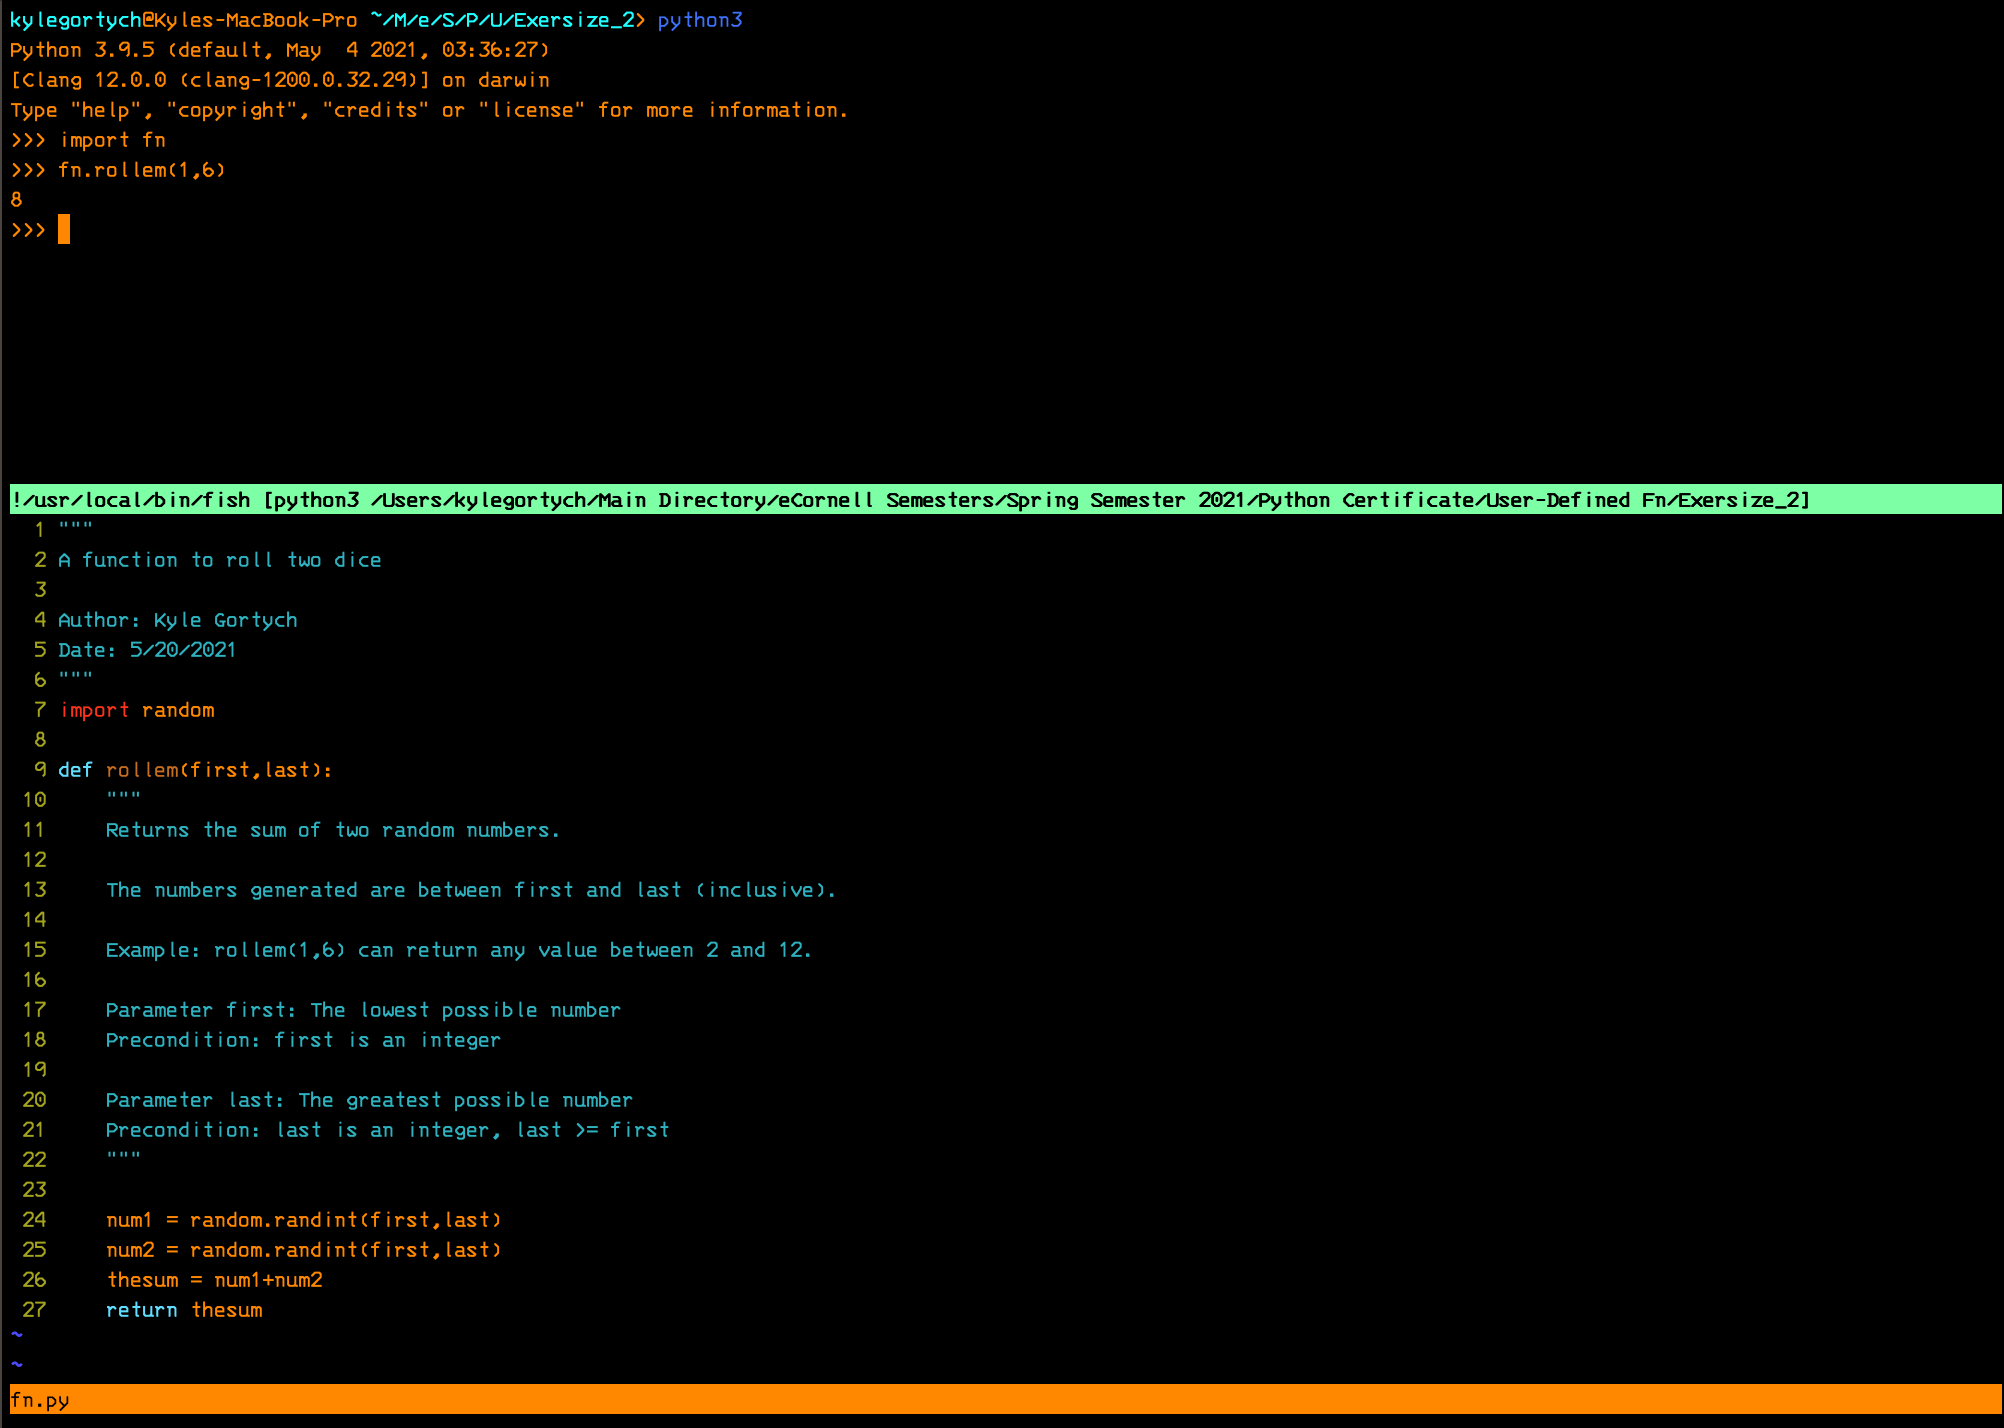 kylegortych@Kyles-MacBook-Pro ~/M/e/S/P/U/Exersize_2> python3
Python 3.9.5 (default, May  4 2021, 03:36:27)
[Clang 12.0.0 (clang-1200.0.32.29)] on darwin
Type "help", "copyright", "credits" or "license" for more information.
>>> import fn
>>> fn.rollem(1,6)
8
>>>
!/usr/local/bin/fish [python3 /Users/kylegortych/Main Directory/eCornell Semesters/Spring Semester 2021/Python Certificate/User-Defined Fn/Exersize_2]
  1 """
  2 A function to roll two dice
  3
  4 Author: Kyle Gortych
  5 Date: 5/20/2021
  6 """
  7 import random
  8
  9 def rollem(first,last):
 10     """
 11     Returns the sum of two random numbers.
 12
 13     The numbers generated are between first and last (inclusive).
 14
 15     Example: rollem(1,6) can return any value between 2 and 12.
 16
 17     Parameter first: The lowest possible number
 18     Precondition: first is an integer
 19
 20     Parameter last: The greatest possible number
 21     Precondition: last is an integer, last >= first
 22     """
 23
 24     num1 = random.randint(first,last)
 25     num2 = random.randint(first,last)
 26     thesum = num1+num2
 27     return thesum
~
~
fn.py